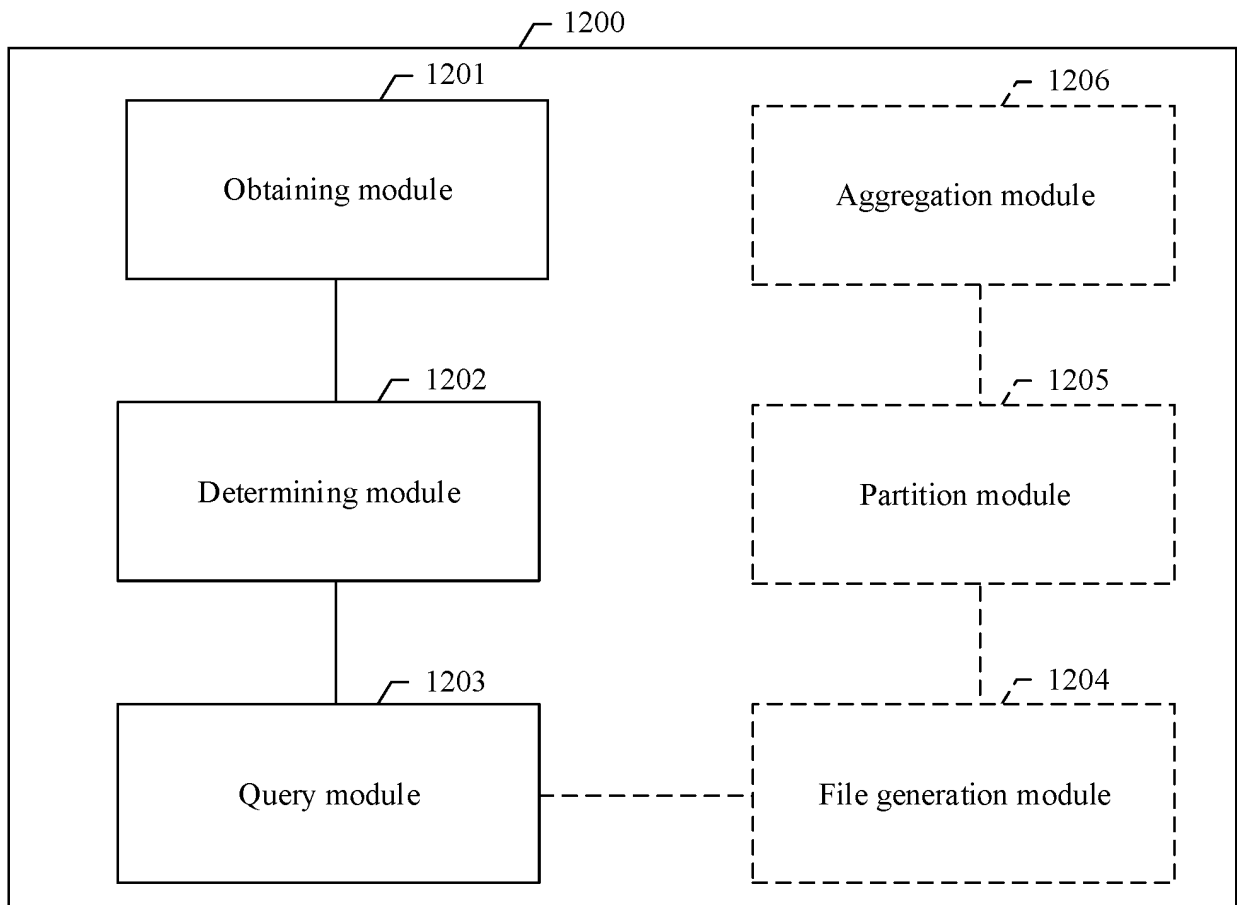 1200
1201
Obtaining module
1206
Aggregation module
1202
Determining module
1205
Partition module
1203
Query module
1204
File generation module